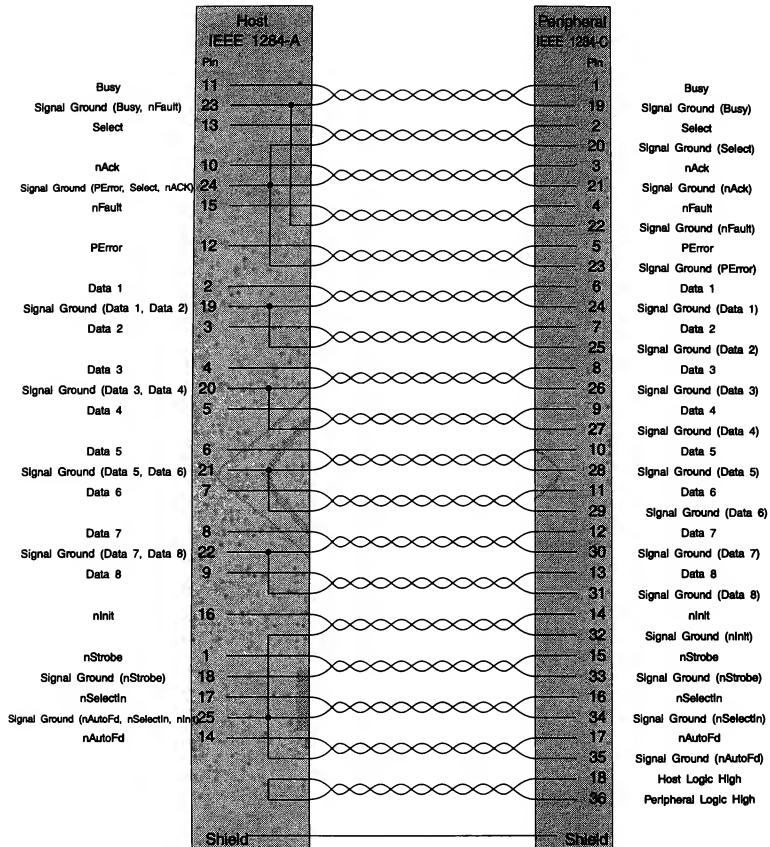 Host Peripheral
IEEE 1284-A IEEE 1284-C
Pin Pin
Busy 11 1 Busy
Signal Ground (Busy, nFault) 23 19 Signal Ground (Busy)
Select 13 2 Select
20 Signal Ground (Select)
nAck 10 3 nAck
Signal Ground (PError, Select, nACK) 24 21 Signal Ground (nAck)
nFault 15 4 nFault
22 Signal Ground (nFault)
PError 12 5 PError
23 Signal Ground (PError)
Data 1 2 6 Data 1
Signal Ground (Data 1, Data 2) 19 24 Signal Ground (Data 1)
Data 2 3 7 Data 2
25 Signal Ground (Data 2)
Data 3 4 8 Data 3
Signal Ground (Data 3, Data 4) 20 26 Signal Ground (Data 3)
Data 4 5 9 Data 4
27 Signal Ground (Data 4)
Data 5 6 10 Data 5
Signal Ground (Data 5, Data 6) 21 28 Signal Ground (Data 5)
Data 6 7 11 Data 6
29 Signal Ground (Data 6)
Data 7 8 12 Data 7
Signal Ground (Data 7, Data 8) 22 30 Signal Ground (Data 7)
Data 8 9 13 Data 8
31 Signal Ground (Data 8)
nInit 16 14 nInit
32 Signal Ground (nInit)
nStrobe 1 15 nStrobe
Signal Ground (nStrobe) 18 33 Signal Ground (nStrobe)
nSelectIn 17 16 nSelectIn
Signal Ground (nAutoFd, nSelectIn, nInit) 25 34 Signal Ground (nSelectIn)
nAutoFd 14 17 nAutoFd
35 Signal Ground (nAutoFd)
18 Host Logic High
36 Peripheral Logic High
Shield Shield